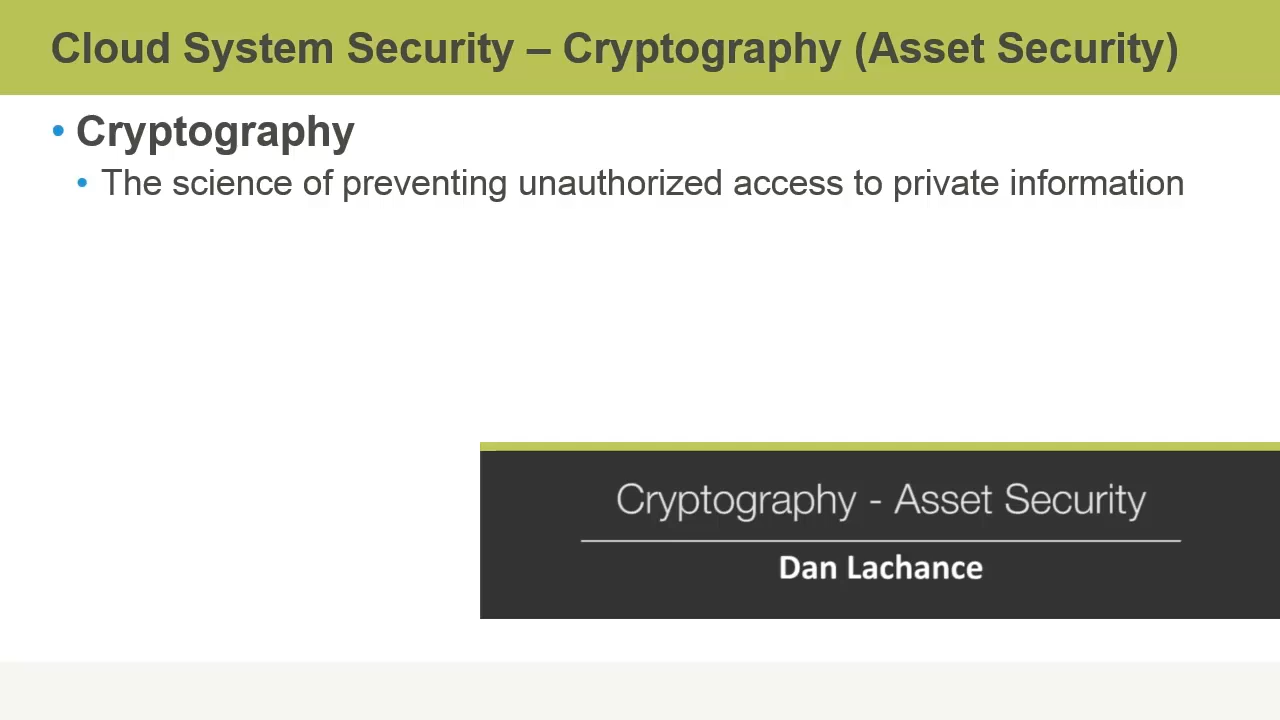 Cloud System Security – Cryptography (Asset Security)
• Cryptography
• The science of preventing unauthorized access to private information
Cryptography - Asset Security
Dan Lachance